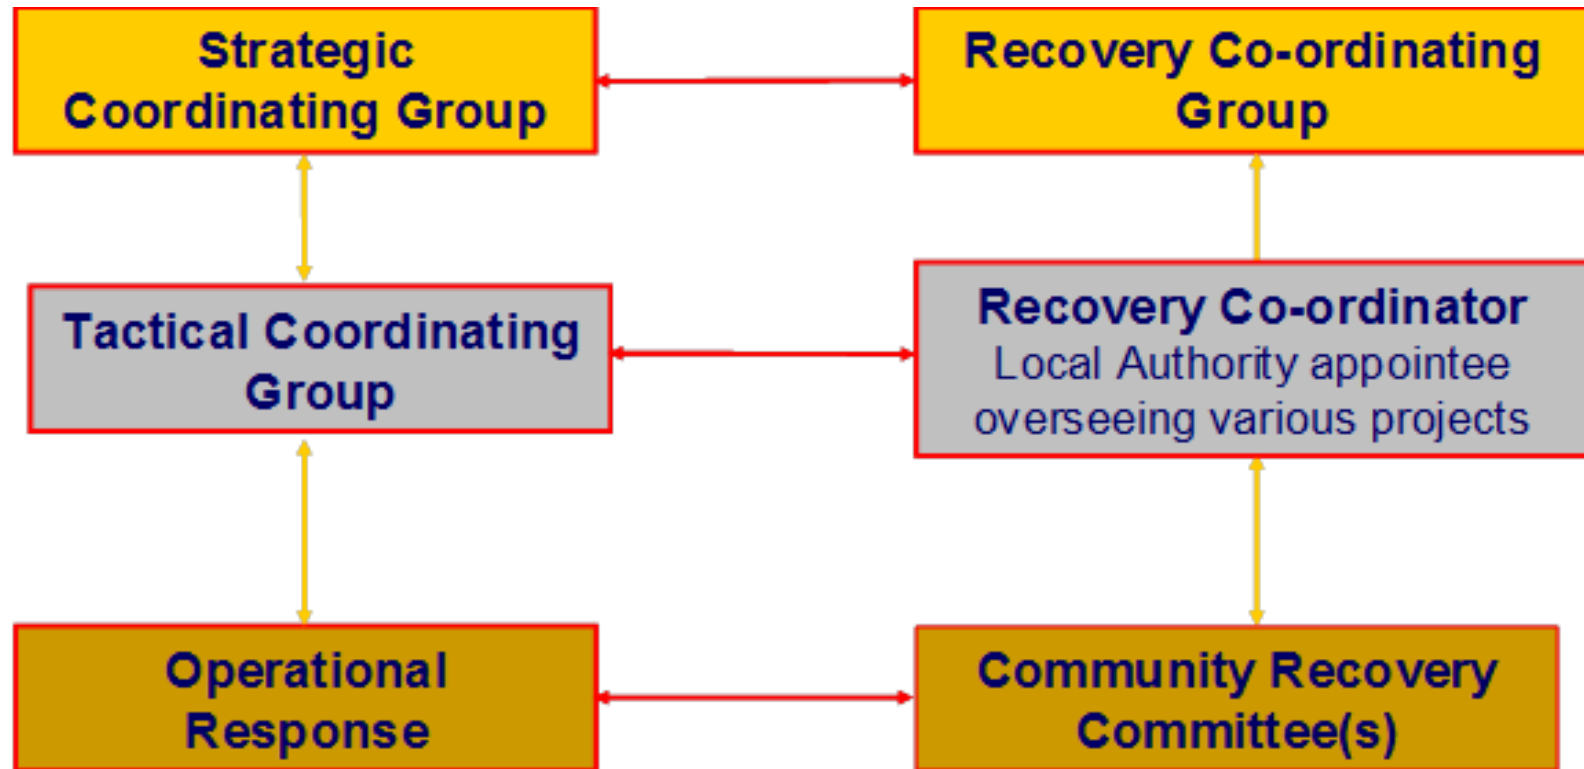 Strategic
Coordinating Group
Recovery Co-ordinating
Group
Tactical Coordinating
Group
Recovery Co-ordinator
Local Authority appointee
overseeing various projects
Operational
Response
Community Recovery
Committee(s)